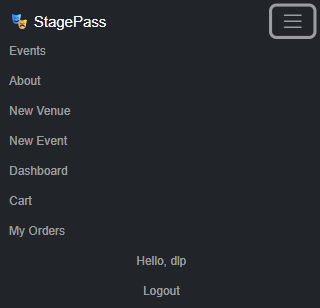 StagePass
Events
About
New Venue
New Event
Dashboard
Cart
My Orders
Hello, dlp
Logout